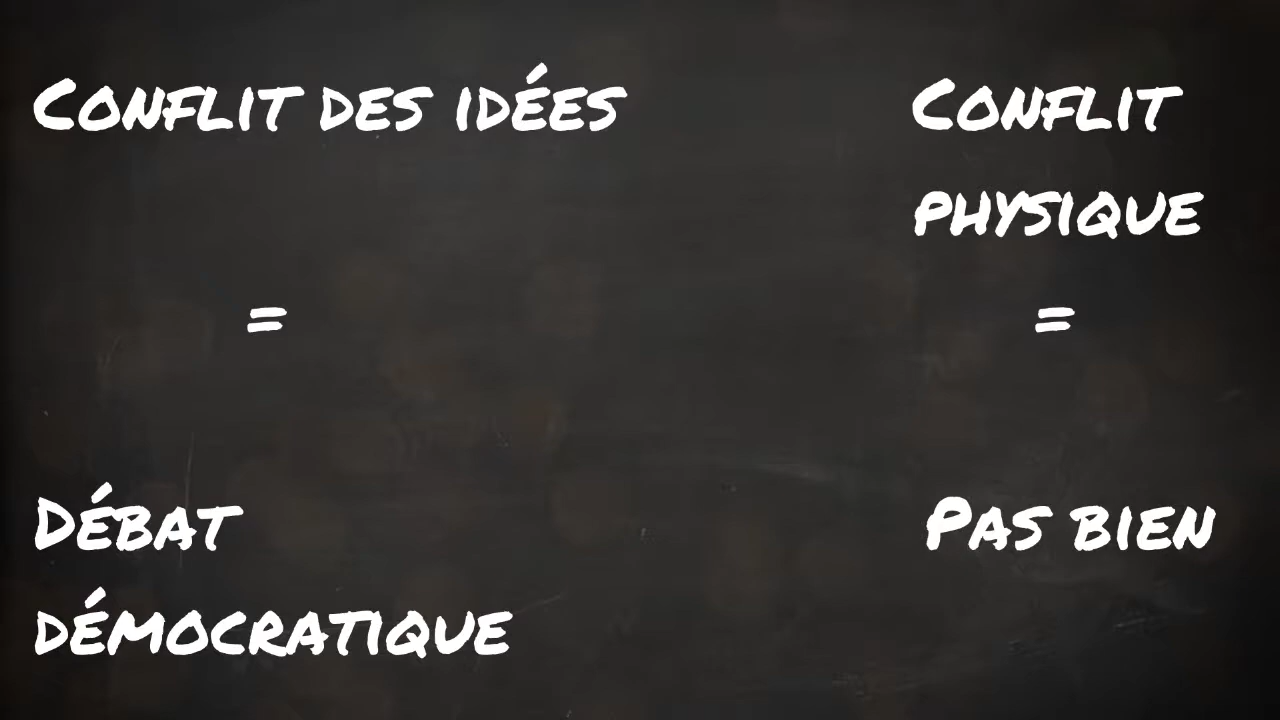 Conflit des idées
=
Débat
démocratique
Conflit
physique
=
Pas bien